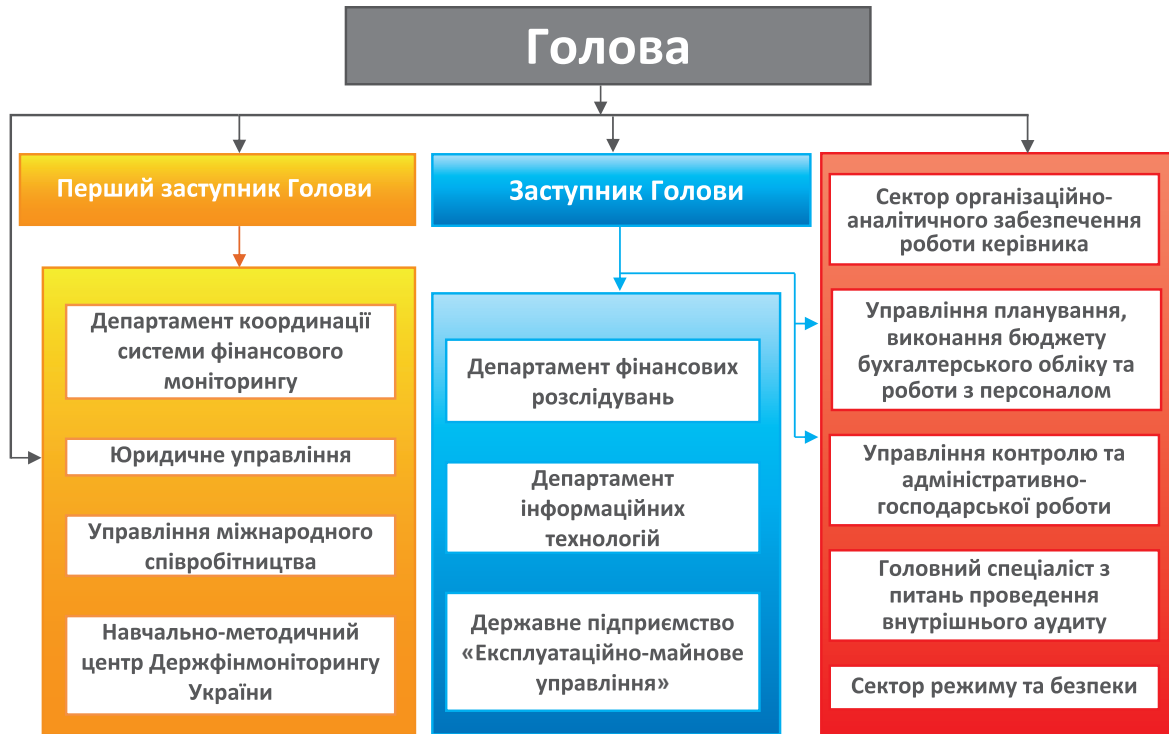 Голова
Перший заступник Голови
Департамент координації
системи фінансового
моніторингу
Юридичне управління
Управління міжнародного
співробітництва
Навчально-методичний
центр Держфінмоніторингу
України
Заступник Голови
Департамент фінансових
розслідувань
Департамент
інформаційних
технологій
Державне підприємство
«Експлуатаційно-майнове
управління»
Сектор організаційно-
аналітичного забезпечення
роботи керівника
Управління планування,
виконання бюджету
бухгалтерського обліку та
роботи з персоналом
Управління контролю та
адміністративно-
господарської роботи
Головний спеціаліст з
питань проведення
внутрішнього аудиту
Сектор режиму та безпеки